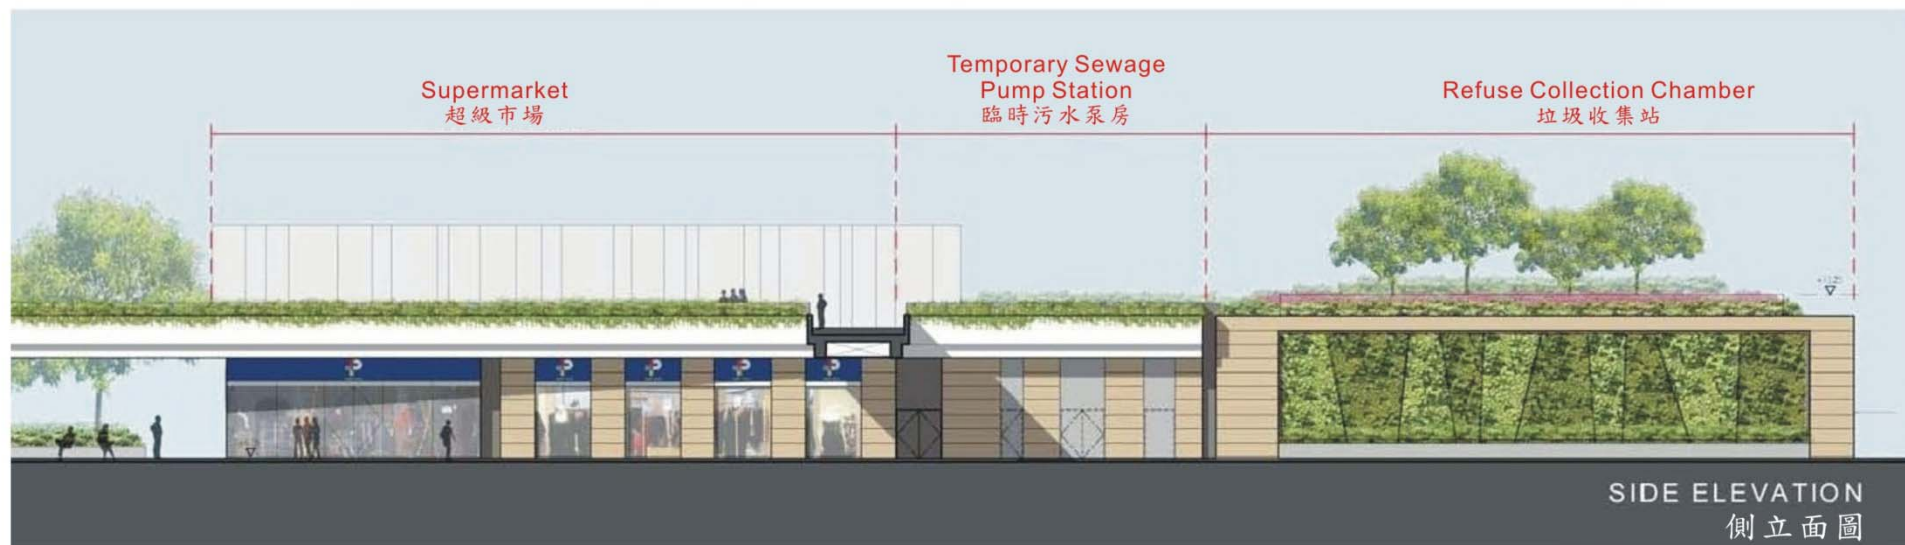 Supermarket
超級市場
Temporary Sewage
Pump Station
臨時污水泵房
Refuse Collection Chamber
垃圾收集站
SIDE ELEVATION
側立面圖